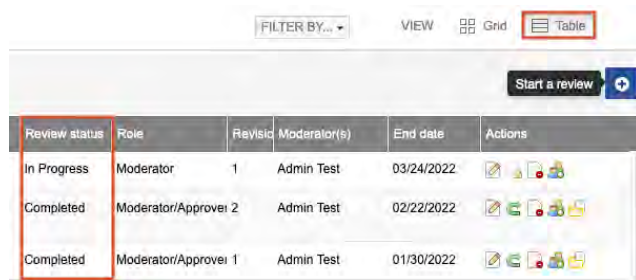 FILTER BY... VIEW Grid Table
Start a review
Review status Role Revisio Moderator(s) End date Actions
In Progress Moderator 1 Admin Test 03/24/2022
Completed Moderator/Approver 2 Admin Test 02/22/2022
Completed Moderator/Approver 1 Admin Test 01/30/2022